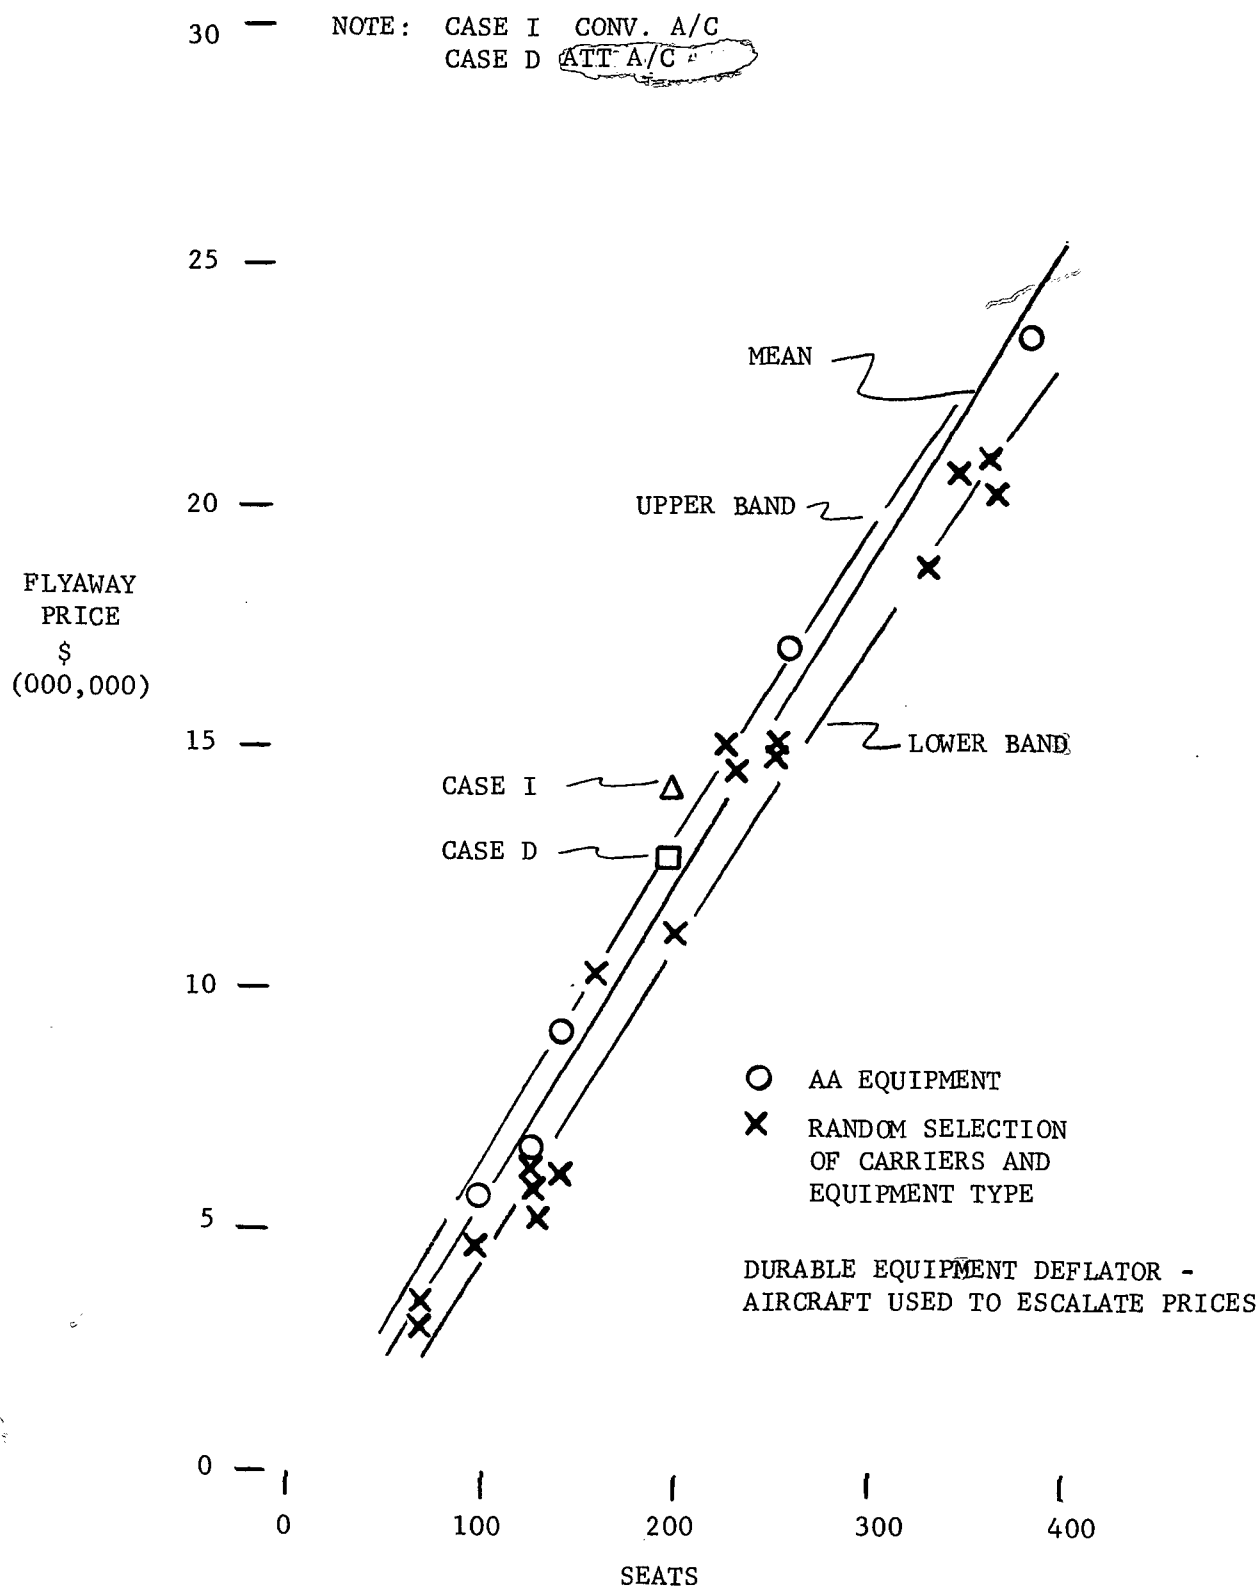 NOTE: CASE I CONV. A/C
CASE D ATT A/C
30
25
20
15
10
5
0
FLYAWAY
PRICE
$
(000,000)
MEAN
UPPER BAND
LOWER BAND
CASE I
CASE D
AA EQUIPMENT
RANDOM SELECTION
OF CARRIERS AND
EQUIPMENT TYPE
DURABLE EQUIPMENT DEFLATOR -
AIRCRAFT USED TO ESCALATE PRICES
0 100 200 300 400
SEATS